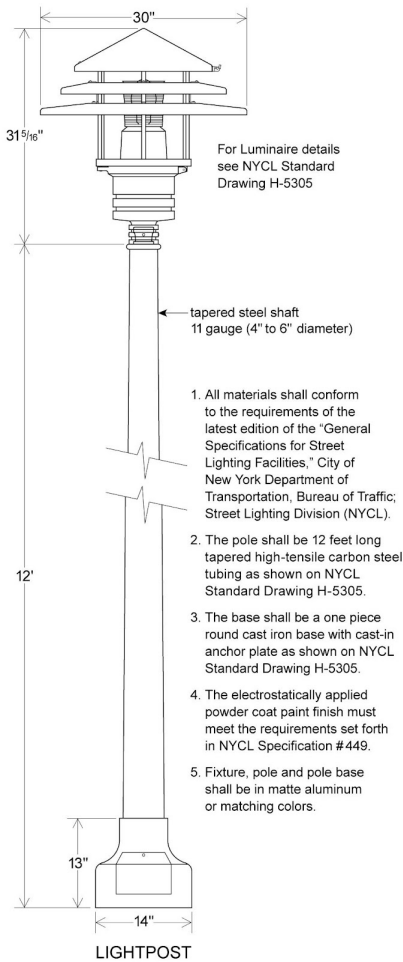 30"
31 5/16"
For Luminaire details
see NYCL Standard
Drawing H-5305
tapered steel shaft
11 gauge (4" to 6" diameter)
1. All materials shall conform
to the requirements of the
latest edition of the “General
Specifications for Street
Lighting Facilities,” City of
New York Department of
Transportation, Bureau of Traffic;
Street Lighting Division (NYCL).
2. The pole shall be 12 feet long
tapered high-tensile carbon steel
tubing as shown on NYCL
Standard Drawing H-5305.
12'
3. The base shall be a one piece
round cast iron base with cast-in
anchor plate as shown on NYCL
Standard Drawing H-5305.
4. The electrostatically applied
powder coat paint finish must
meet the requirements set forth
in NYCL Specification #449.
5. Fixture, pole and pole base
shall be in matte aluminum
or matching colors.
13"
14"
LIGHTPOST